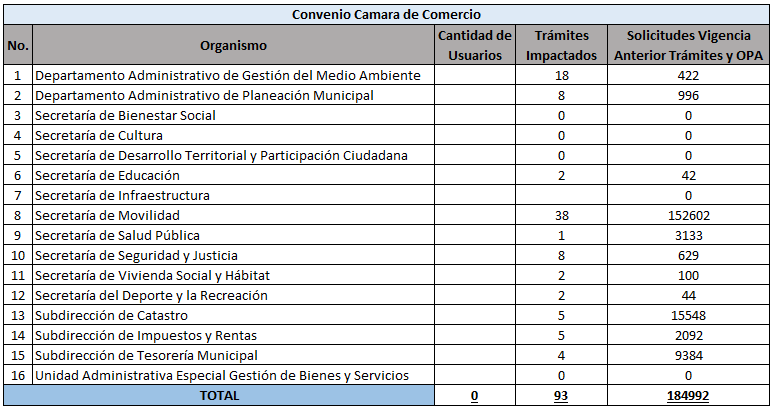 Convenio Camara de Comercio
No. Organismo Cantidad de Usuarios Trámites Impactados Solicitudes Vigencia Anterior Trámites y OPA
1 Departamento Administrativo de Gestión del Medio Ambiente 18 422
2 Departamento Administrativo de Planeación Municipal 8 996
3 Secretaría de Bienestar Social 0 0
4 Secretaría de Cultura 0 0
5 Secretaría de Desarrollo Territorial y Participación Ciudadana 0 0
6 Secretaría de Educación 2 42
7 Secretaría de Infraestructura 0
8 Secretaría de Movilidad 38 152602
9 Secretaría de Salud Pública 1 3133
10 Secretaría de Seguridad y Justicia 8 629
11 Secretaría de Vivienda Social y Hábitat 2 100
12 Secretaría del Deporte y la Recreación 2 44
13 Subdirección de Catastro 5 15548
14 Subdirección de Impuestos y Rentas 5 2092
15 Subdirección de Tesorería Municipal 4 9384
16 Unidad Administrativa Especial Gestión de Bienes y Servicios 0 0
TOTAL 0 93 184992